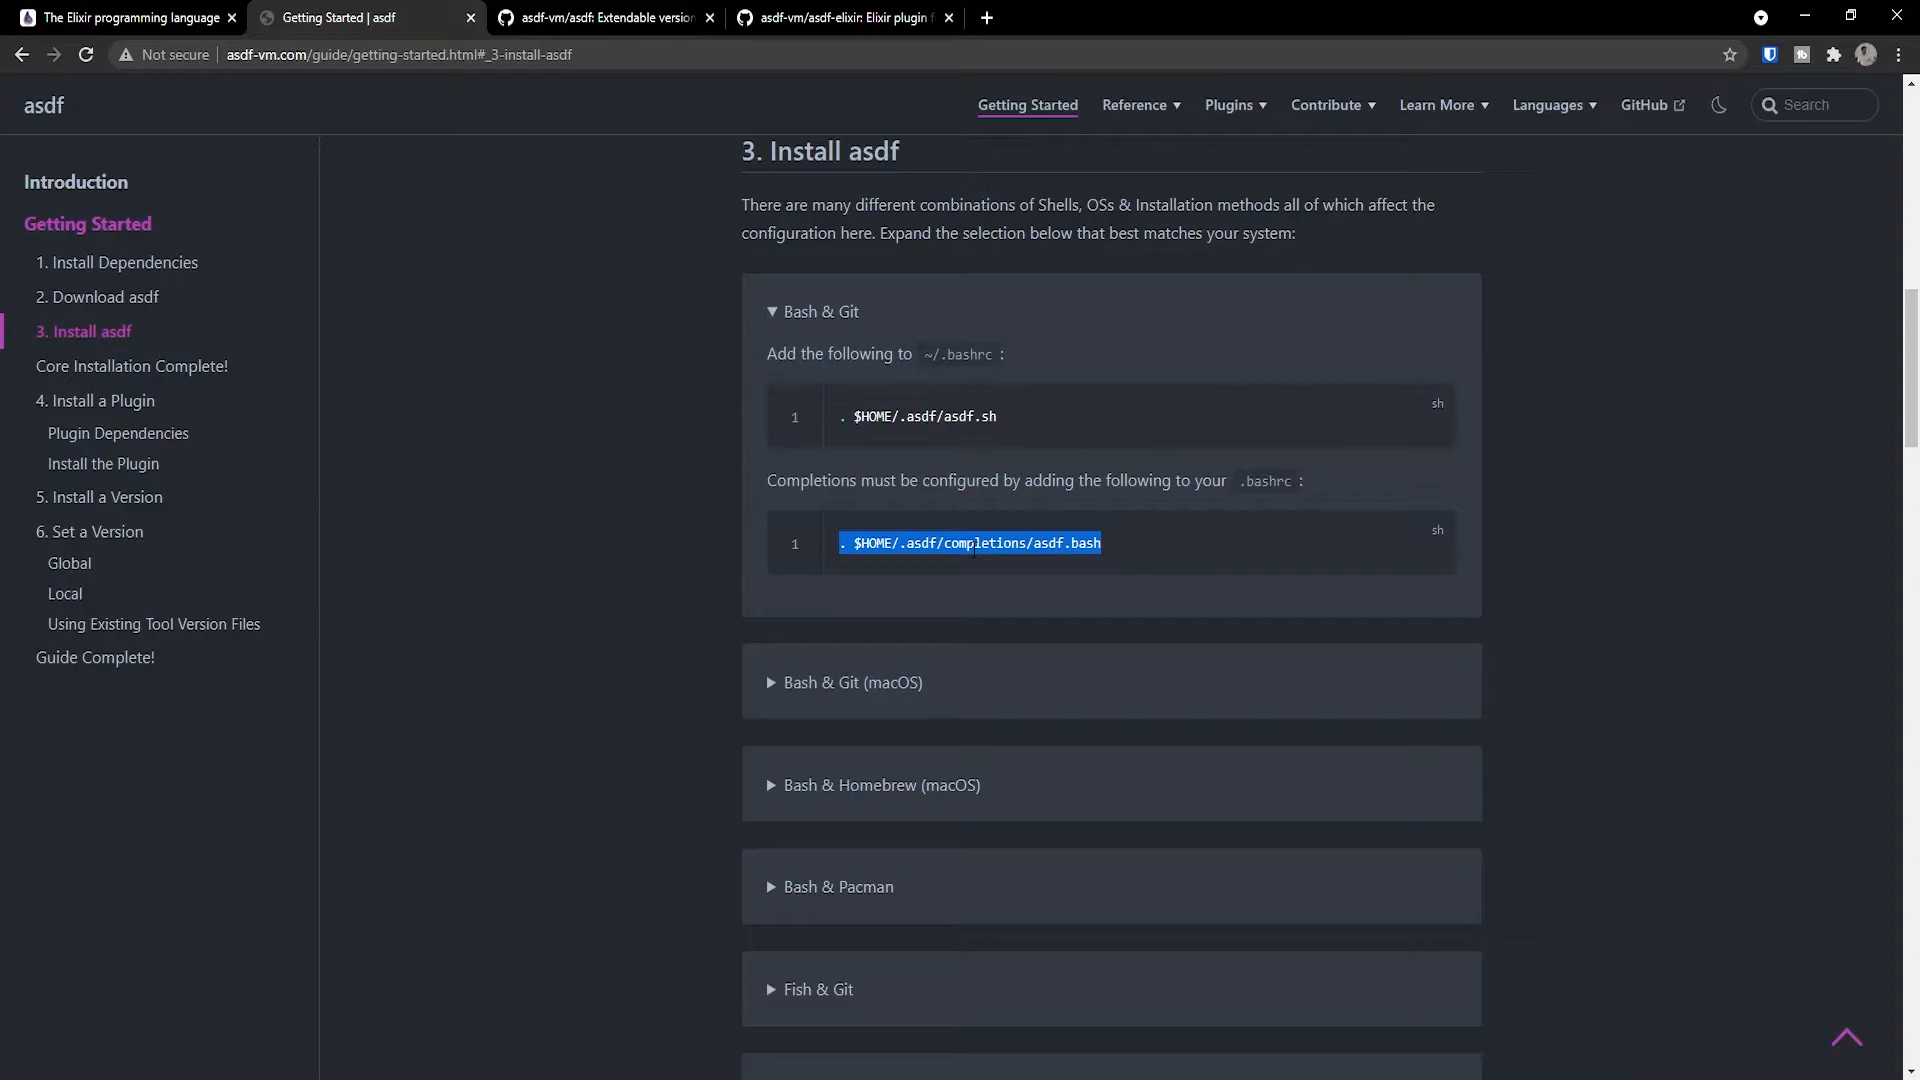 The Elixir programming language
Getting Started | asdf
asdf-vm/asdf: Extendable version
asdf-vm/asdf-elixir: Elixir plugin f
Not secure
asdf-vm.com/guide/getting-started.html#_3-install-asdf
asdf
Getting Started
Reference
Plugins
Contribute
Learn More
Languages
GitHub
Search
Introduction
Getting Started
1. Install Dependencies
2. Download asdf
3. Install asdf
Core Installation Complete!
4. Install a Plugin
Plugin Dependencies
Install the Plugin
5. Install a Version
6. Set a Version
Global
Local
Using Existing Tool Version Files
Guide Complete!
3. Install asdf
There are many different combinations of Shells, OSs & Installation methods all of which affect the
configuration here. Expand the selection below that best matches your system:
Bash & Git
Add the following to ~/.bashrc :
sh
1 . $HOME/.asdf/asdf.sh
Completions must be configured by adding the following to your .bashrc :
sh
1 . $HOME/.asdf/completions/asdf.bash
Bash & Git (macOS)
Bash & Homebrew (macOS)
Bash & Pacman
Fish & Git